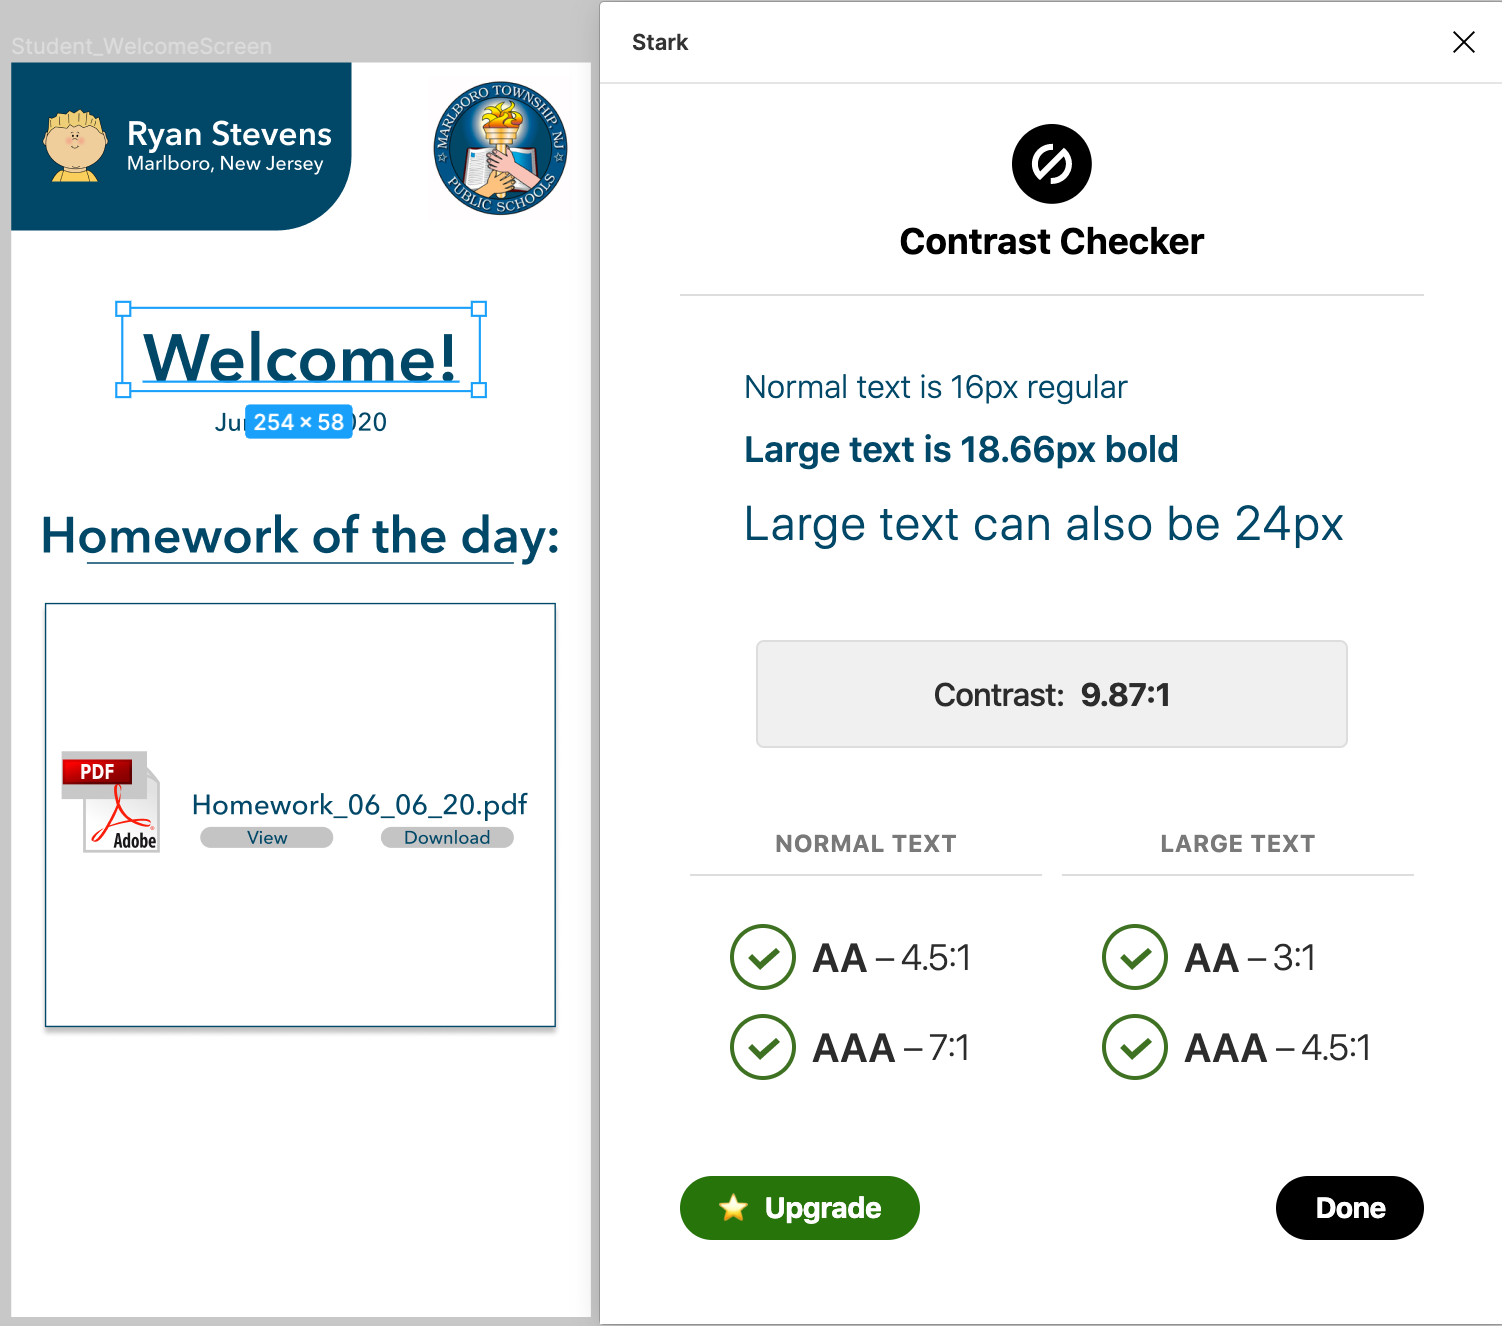 Student_WelcomeScreen
Ryan Stevens
Marlboro, New Jersey
MARLBORO TOWNSHIP, NJ
PUBLIC SCHOOLS
Welcome!
254 × 58
20
Homework of the day:
PDF
Adobe
Homework_06_06_20.pdf
View
Download
Stark
Contrast Checker
Normal text is 16px regular
Large text is 18.66px bold
Large text can also be 24px
Contrast: 9.87:1
NORMAL TEXT
LARGE TEXT
AA – 4.5:1
AA – 3:1
AAA – 7:1
AAA – 4.5:1
Upgrade
Done